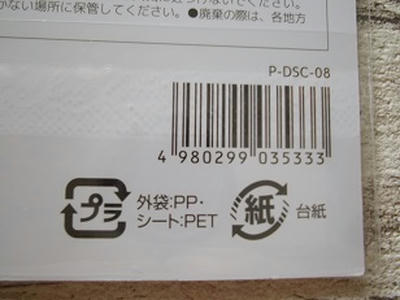 ない場所に保管してください。●廃棄の際は、各地方
P-DSC-08
4 980299 035333
プラ
外袋:PP・
シート:PET
紙
台紙